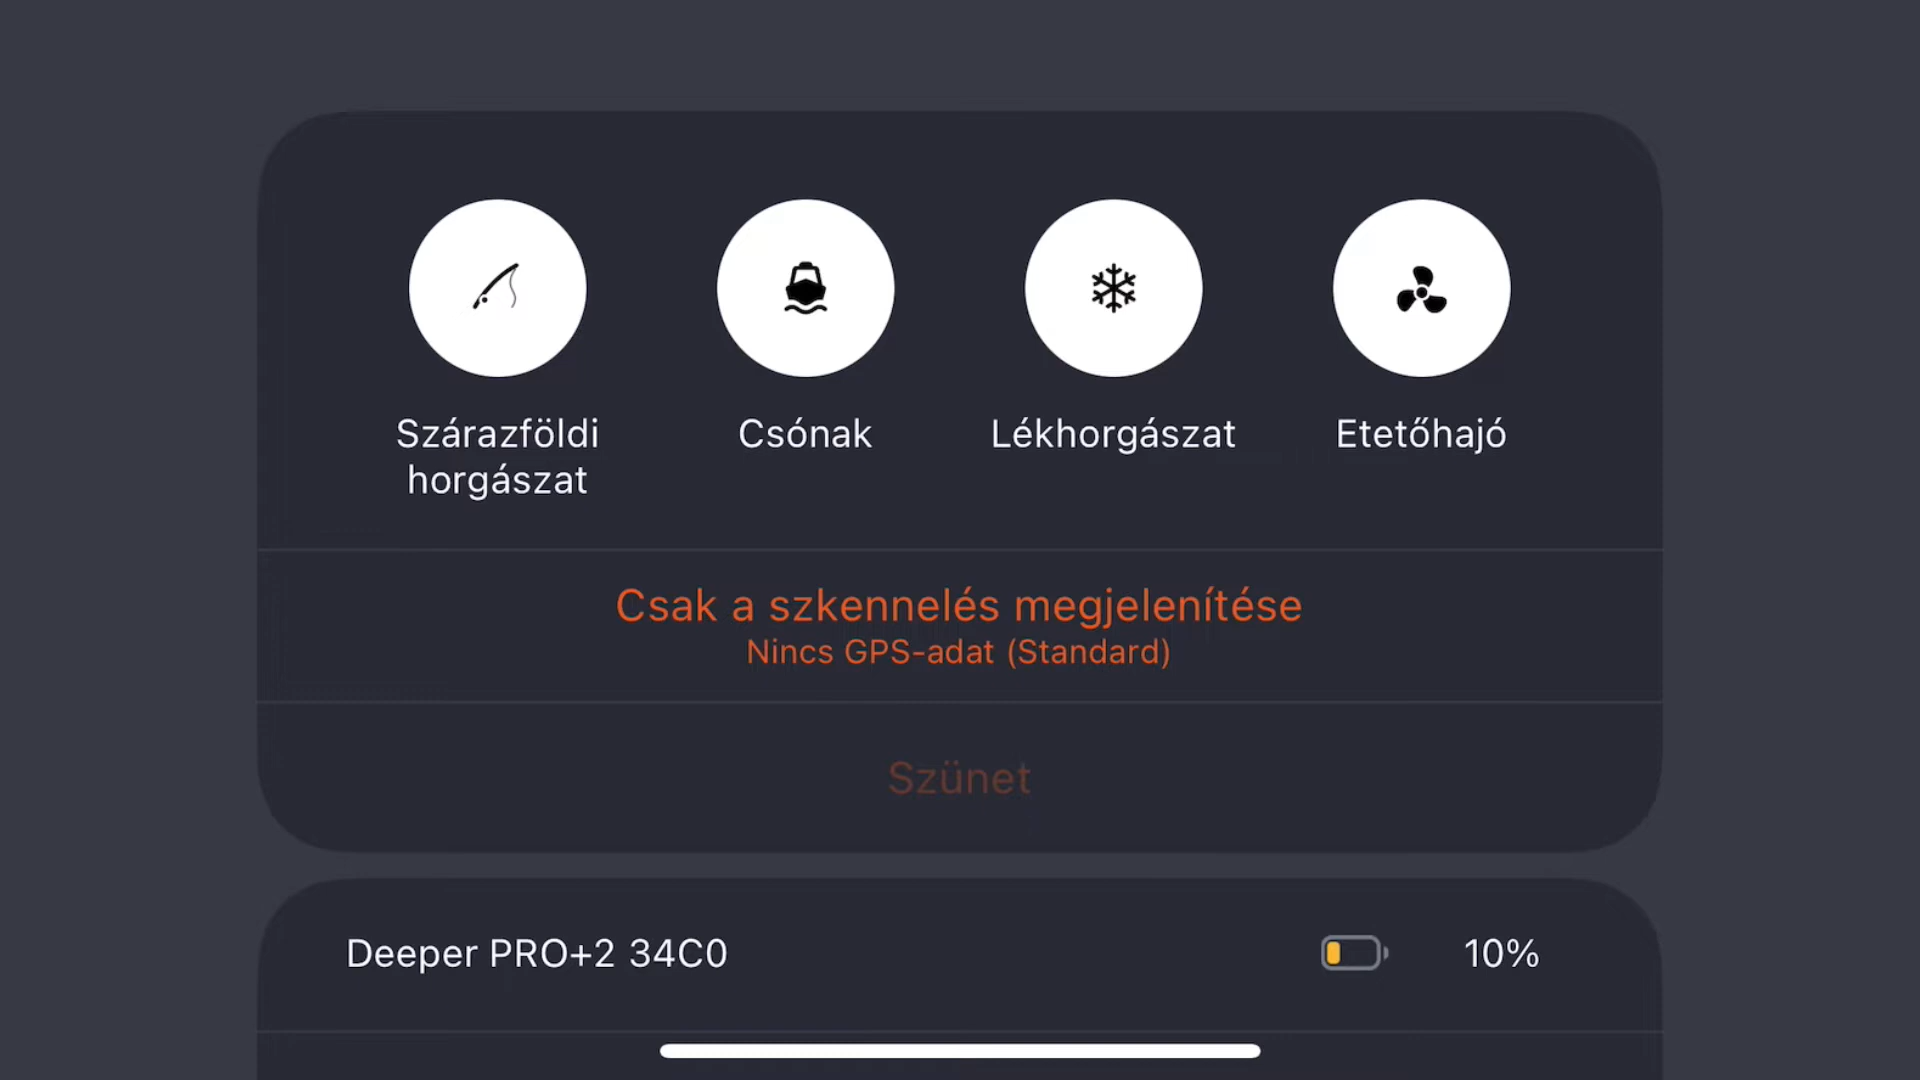 Szárazföldi
horgászat
Csónak
Lékhorgászat
Etetőhajó
Csak a szkennelés megjelenítése
Nincs GPS-adat (Standard)
Szünet
Deeper PRO+2 34C0
10%